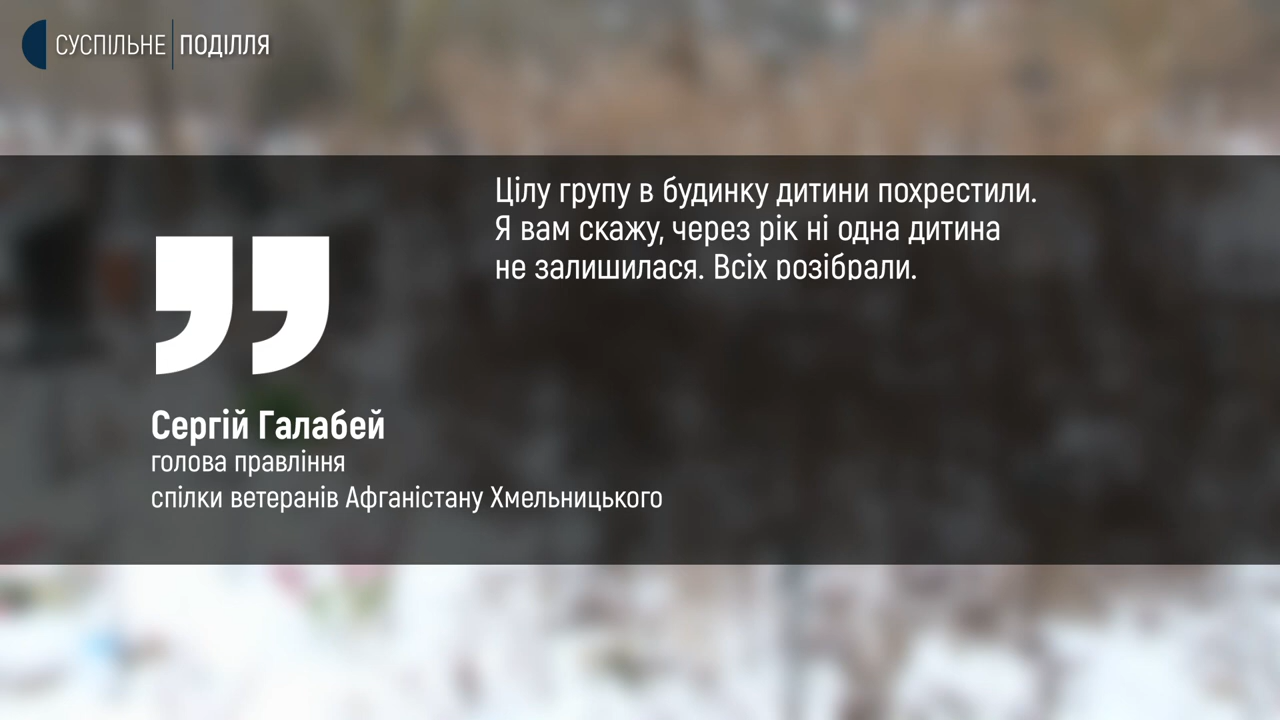 СУСПІЛЬНЕ ПОДІЛЛЯ
Цілу групу в будинку дитини похрестили.
Я вам скажу, через рік ні одна дитина
не залишилася. Всіх розібрали.
Сергій Галабей
голова правління
спілки ветеранів Афганістану Хмельницького